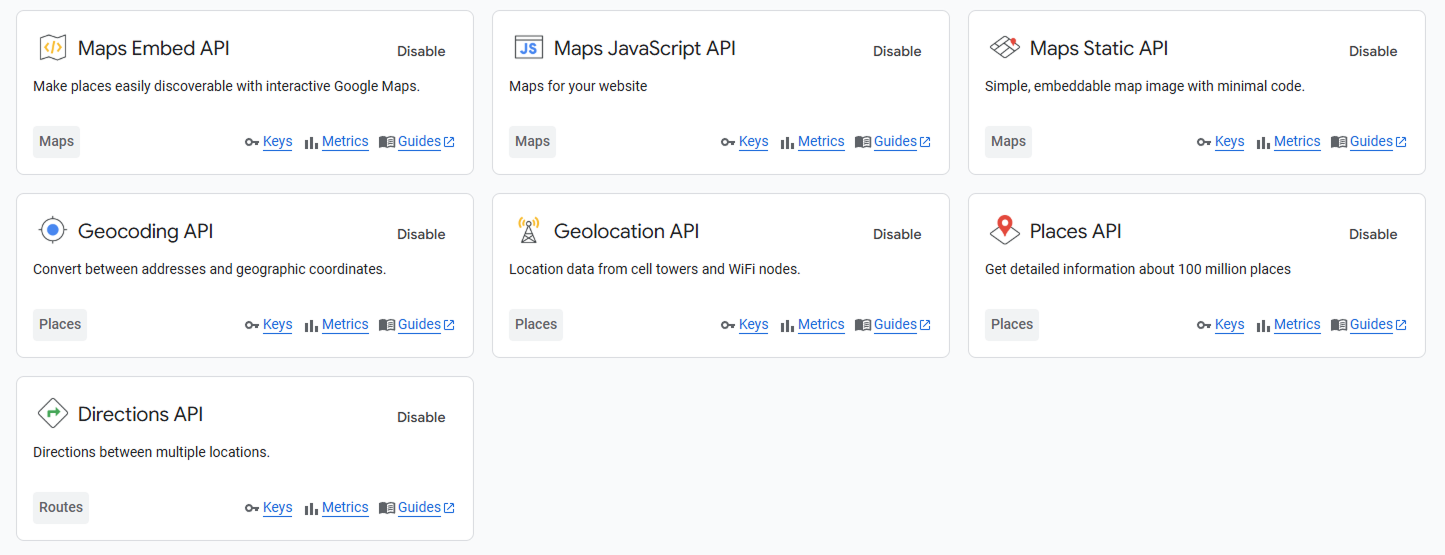 Maps Embed API
Disable
Make places easily discoverable with interactive Google Maps.
Maps
Keys
Metrics
Guides
JS
Maps JavaScript API
Disable
Maps for your website
Maps
Keys
Metrics
Guides
Maps Static API
Disable
Simple, embeddable map image with minimal code.
Maps
Keys
Metrics
Guides
Geocoding API
Disable
Convert between addresses and geographic coordinates.
Places
Keys
Metrics
Guides
Geolocation API
Disable
Location data from cell towers and WiFi nodes.
Places
Keys
Metrics
Guides
Places API
Disable
Get detailed information about 100 million places
Places
Keys
Metrics
Guides
Directions API
Disable
Directions between multiple locations.
Routes
Keys
Metrics
Guides